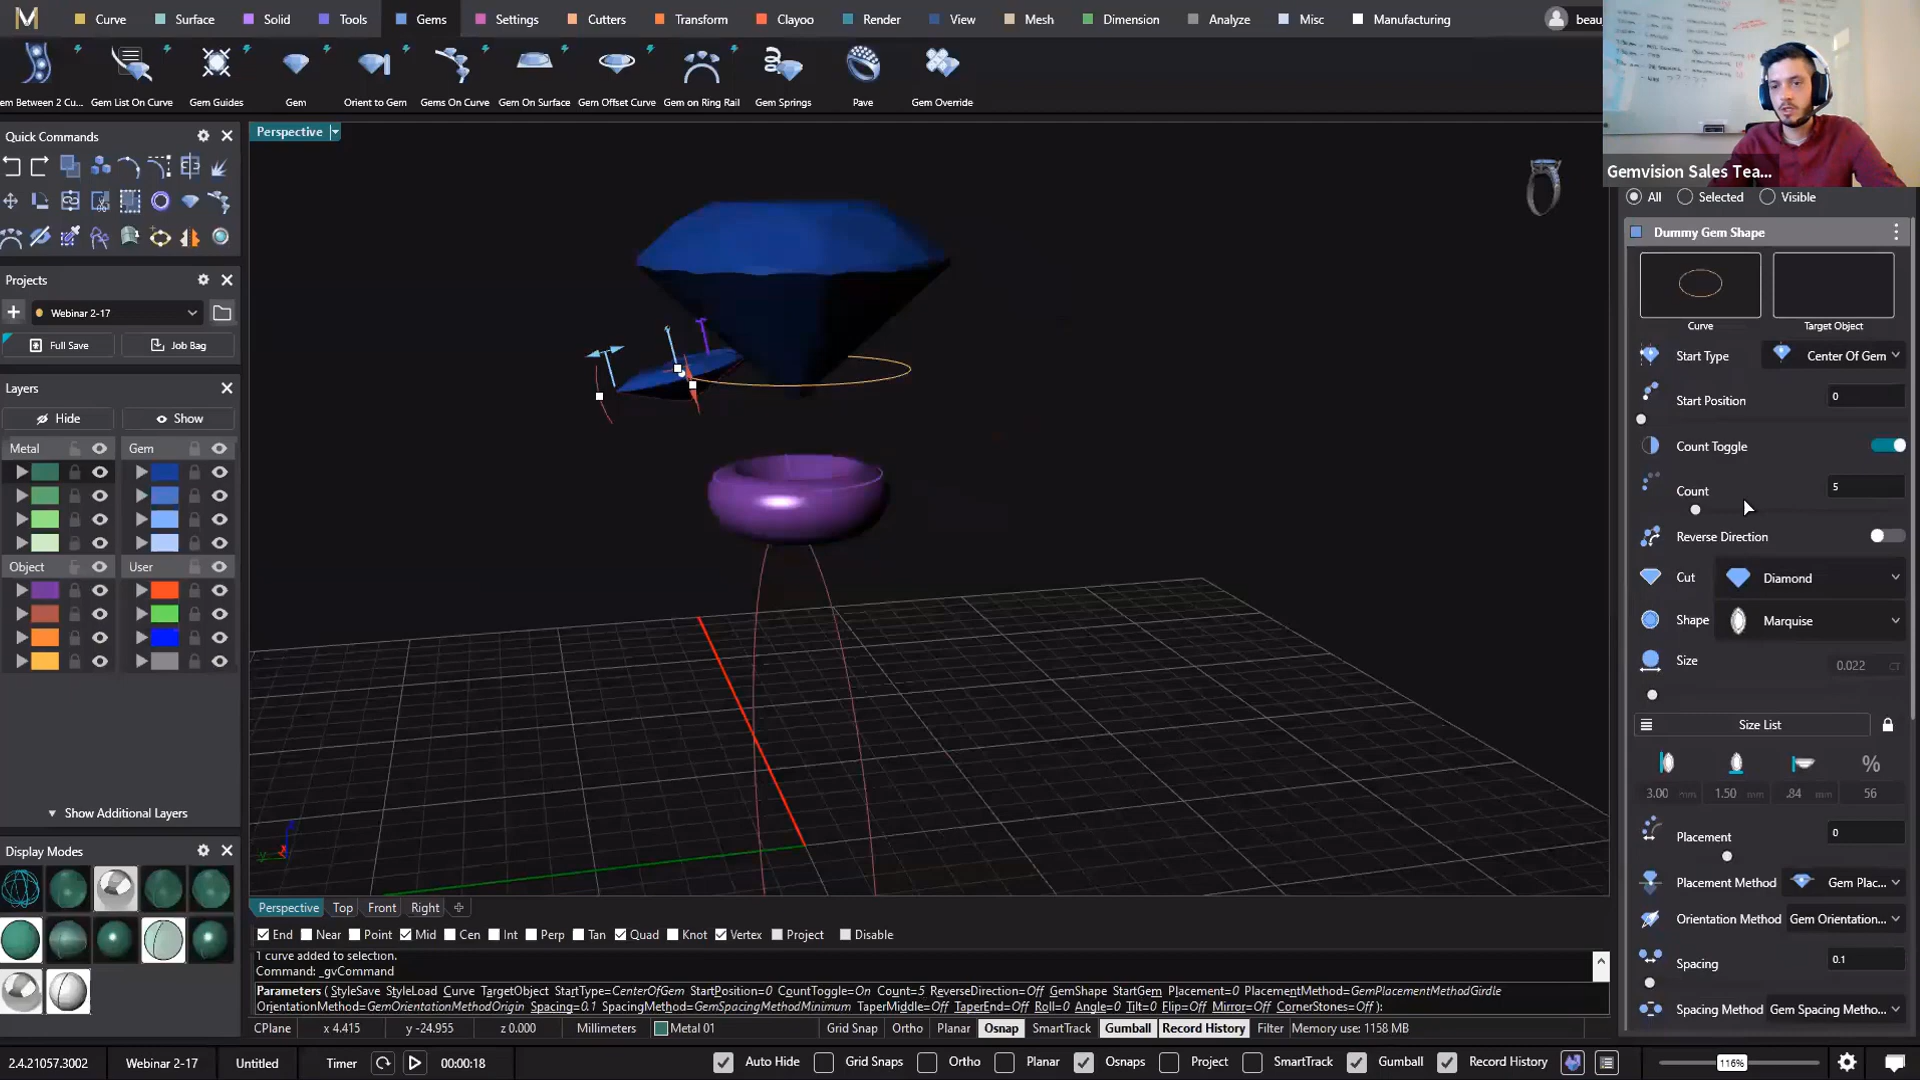 Curve Surface Solid Tools Gems Settings Cutters Transform Clayoo Render View Mesh Dimension Analyze Misc Manufacturing beau
em Between 2 Cu... Gem List On Curve Gem Guides Gem Orient to Gem Gems On Curve Gem On Surface Gem Offset Curve Gem on Ring Rail Gem Springs Pave Gem Override
Quick Commands
Perspective
Gemvision Sales Tea...
All Selected Visible
Dummy Gem Shape
Curve Target Object
Start Type Center Of Gem
Start Position 0
Count Toggle
Count 5
Reverse Direction
Cut Diamond
Shape Marquise
Size 0.022 CT
Size List
%
3.00 mm 1.50 mm .84 mm 56
Placement 0
Placement Method Gem Plac...
Orientation Method Gem Orientation...
Spacing 0.1
Spacing Method Gem Spacing Metho...
Projects
Webinar 2-17
Full Save Job Bag
Layers
Hide Show
Metal Gem
Object User
Show Additional Layers
Display Modes
Perspective Top Front Right
End Near Point Mid Cen Int Perp Tan Quad Knot Vertex Project Disable
1 curve added to selection.
Command: _gvCommand
Parameters ( StyleSave StyleLoad Curve TargetObject StartType=CenterOfGem StartPosition=0 CountToggle=On Count=5 ReverseDirection=Off GemShape StartGem Placement=0 PlacementMethod=GemPlacementMethodGirdle
OrientationMethod=GemOrientationMethodOrigin Spacing=0.1 SpacingMethod=GemSpacingMethodMinimum TaperMiddle=Off TaperEnd=Off Roll=0 Angle=0 Tilt=0 Flip=Off Mirror=Off CornerStones=Off ):
CPlane x 4.415 y -24.955 z 0.000 Millimeters Metal 01 Grid Snap Ortho Planar Osnap SmartTrack Gumball Record History Filter Memory use: 1158 MB
2.4.21057.3002 Webinar 2-17 Untitled Timer 00:00:18 Auto Hide Grid Snaps Ortho Planar Osnaps Project SmartTrack Gumball Record History 116%